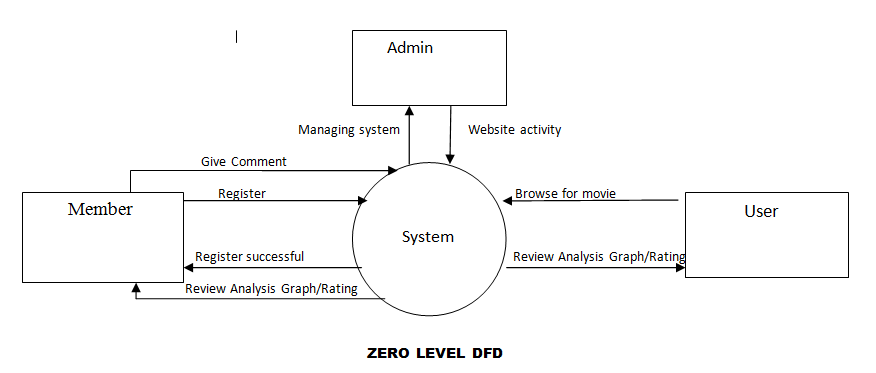 Admin
Managing system
Website activity
Give Comment
Member
Register
Browse for movie
User
System
Register successful
Review Analysis Graph/Rating
Review Analysis Graph/Rating
ZERO LEVEL DFD